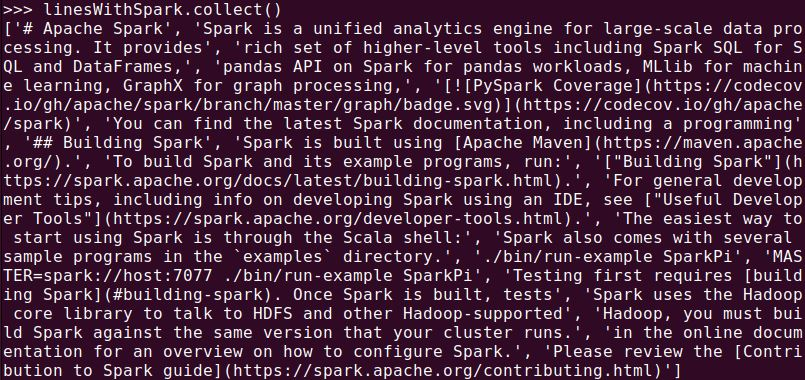 >>> linesWithSpark.collect()
['# Apache Spark', 'Spark is a unified analytics engine for large-scale data pro
cessing. It provides', 'rich set of higher-level tools including Spark SQL for S
QL and DataFrames,', 'pandas API on Spark for pandas workloads, MLlib for machin
e learning, GraphX for graph processing,', '[![PySpark Coverage](https://codecov
.io/gh/apache/spark/branch/master/graph/badge.svg)](https://codecov.io/gh/apache
/spark)', 'You can find the latest Spark documentation, including a programming'
, '## Building Spark', 'Spark is built using [Apache Maven](https://maven.apache
.org/).', 'To build Spark and its example programs, run:', '["Building Spark"](h
ttps://spark.apache.org/docs/latest/building-spark.html).', 'For general develop
ment tips, including info on developing Spark using an IDE, see ["Useful Develop
er Tools"](https://spark.apache.org/developer-tools.html).', 'The easiest way to
 start using Spark is through the Scala shell:', 'Spark also comes with several 
sample programs in the `examples` directory.', './bin/run-example SparkPi', 'MAS
TER=spark://host:7077 ./bin/run-example SparkPi', 'Testing first requires [build
ing Spark](#building-spark). Once Spark is built, tests', 'Spark uses the Hadoop
 core library to talk to HDFS and other Hadoop-supported', 'Hadoop, you must bui
ld Spark against the same version that your cluster runs.', 'in the online docum
entation for an overview on how to configure Spark.', 'Please review the [Contri
bution to Spark guide](https://spark.apache.org/contributing.html)']